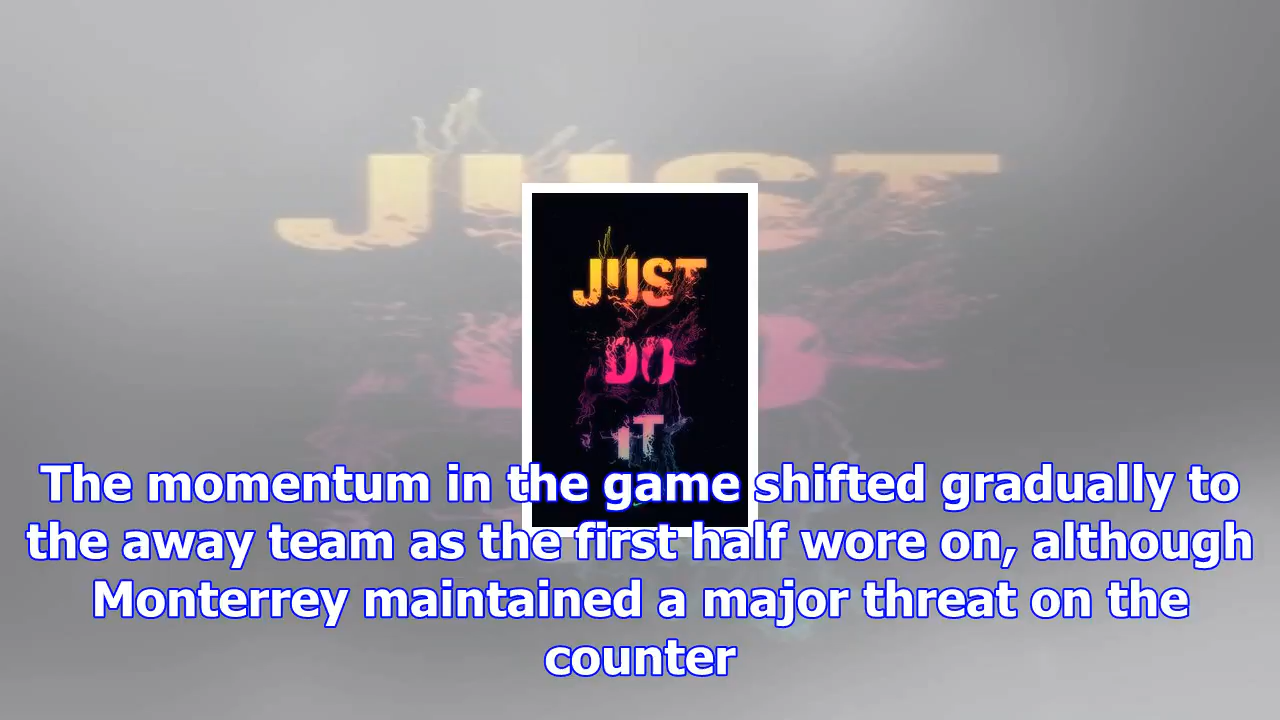 JUST
DO
IT
The momentum in the game shifted gradually to
the away team as the first half wore on, although
Monterrey maintained a major threat on the
counter